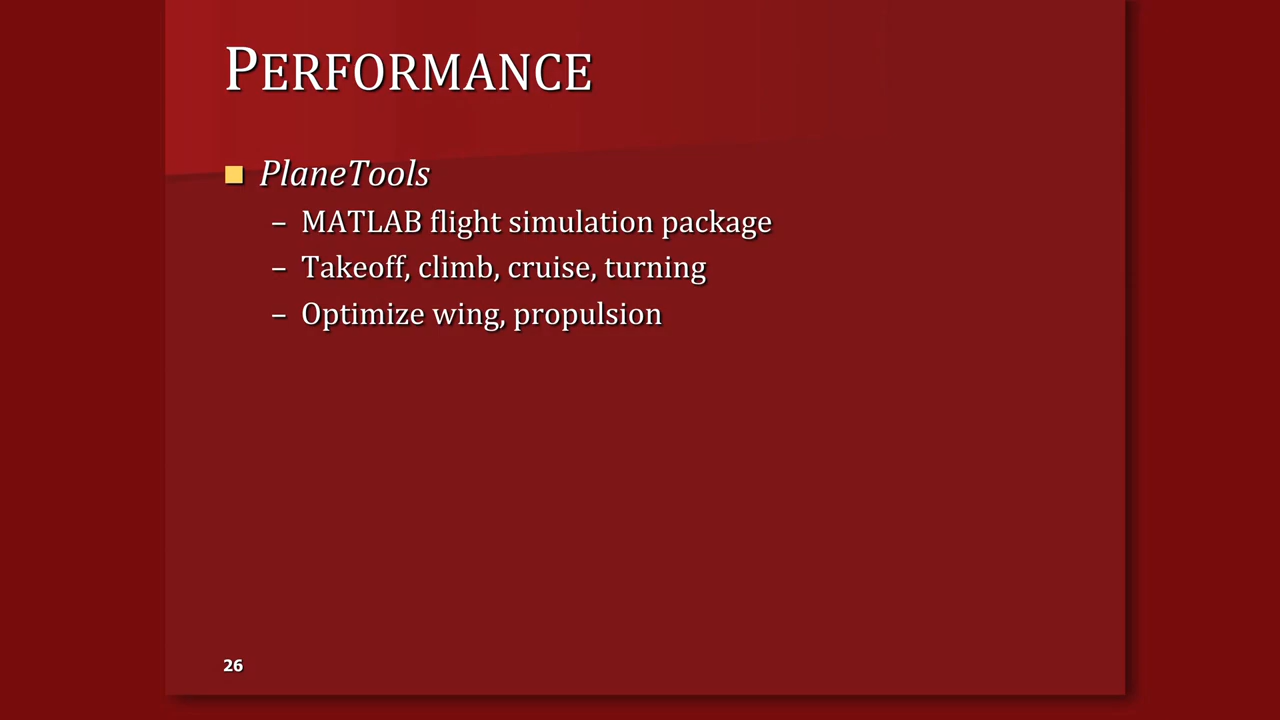 PERFORMANCE
PlaneTools
– MATLAB flight simulation package
– Takeoff, climb, cruise, turning
– Optimize wing, propulsion
26